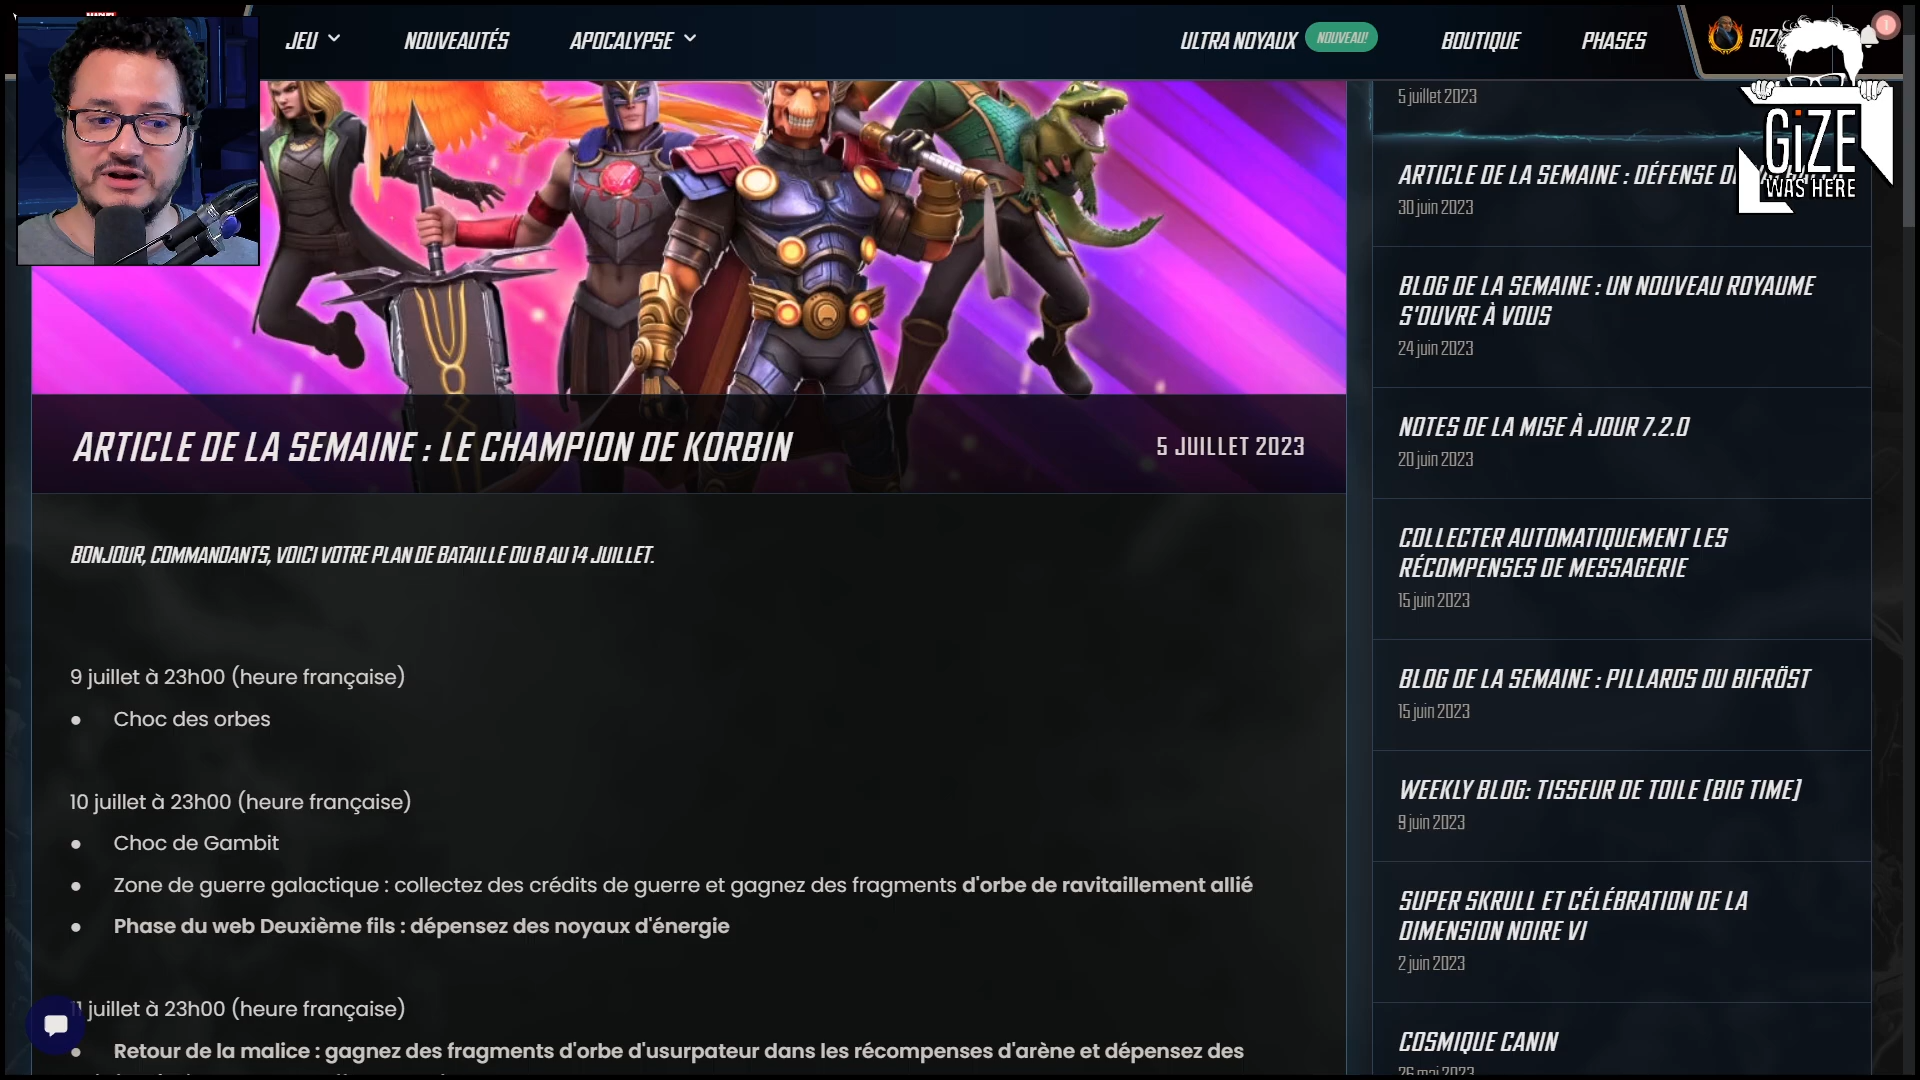 MARVEL
JEU
NOUVEAUTÉS
APOCALYPSE
ULTRA NOYAUX
NOUVEAU!
BOUTIQUE
PHASES
GIZ
1
GiZE
WAS HERE
ARTICLE DE LA SEMAINE : LE CHAMPION DE KORBIN
5 JUILLET 2023
BONJOUR, COMMANDANTS, VOICI VOTRE PLAN DE BATAILLE DU 8 AU 14 JUILLET.
9 juillet à 23h00 (heure française)
● Choc des orbes
10 juillet à 23h00 (heure française)
● Choc de Gambit
● Zone de guerre galactique : collectez des crédits de guerre et gagnez des fragments d'orbe de ravitaillement allié
● Phase du web Deuxième fils : dépensez des noyaux d'énergie
11 juillet à 23h00 (heure française)
● Retour de la malice : gagnez des fragments d'orbe d'usurpateur dans les récompenses d'arène et dépensez des
5 juillet 2023
ARTICLE DE LA SEMAINE : DÉFENSE
30 juin 2023
BLOG DE LA SEMAINE : UN NOUVEAU ROYAUME
S'OUVRE À VOUS
24 juin 2023
NOTES DE LA MISE À JOUR 7.2.0
20 juin 2023
COLLECTER AUTOMATIQUEMENT LES
RÉCOMPENSES DE MESSAGERIE
15 juin 2023
BLOG DE LA SEMAINE : PILLARDS DU BIFRÖST
15 juin 2023
WEEKLY BLOG: TISSEUR DE TOILE [BIG TIME]
9 juin 2023
SUPER SKRULL ET CÉLÉBRATION DE LA
DIMENSION NOIRE VI
2 juin 2023
COSMIQUE CANIN
26 mai 2023